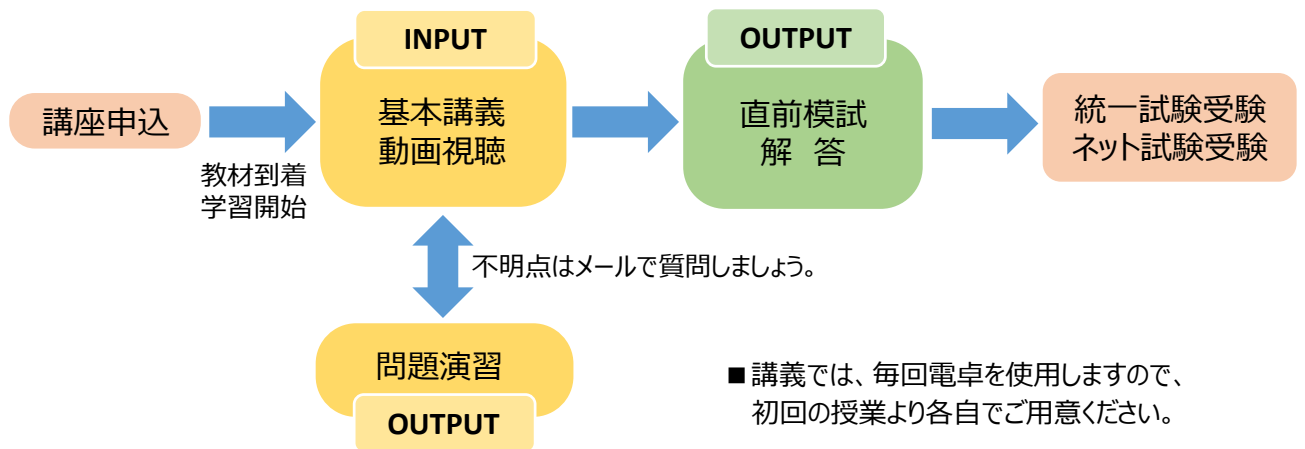 講座申込
教材到着
学習開始
INPUT
基本講義
動画視聴
OUTPUT
直前模試
解 答
統一試験受験
ネット試験受験
不明点はメールで質問しましょう。
問題演習
OUTPUT
■講義では、毎回電卓を使用しますので、
初回の授業より各自でご用意ください。